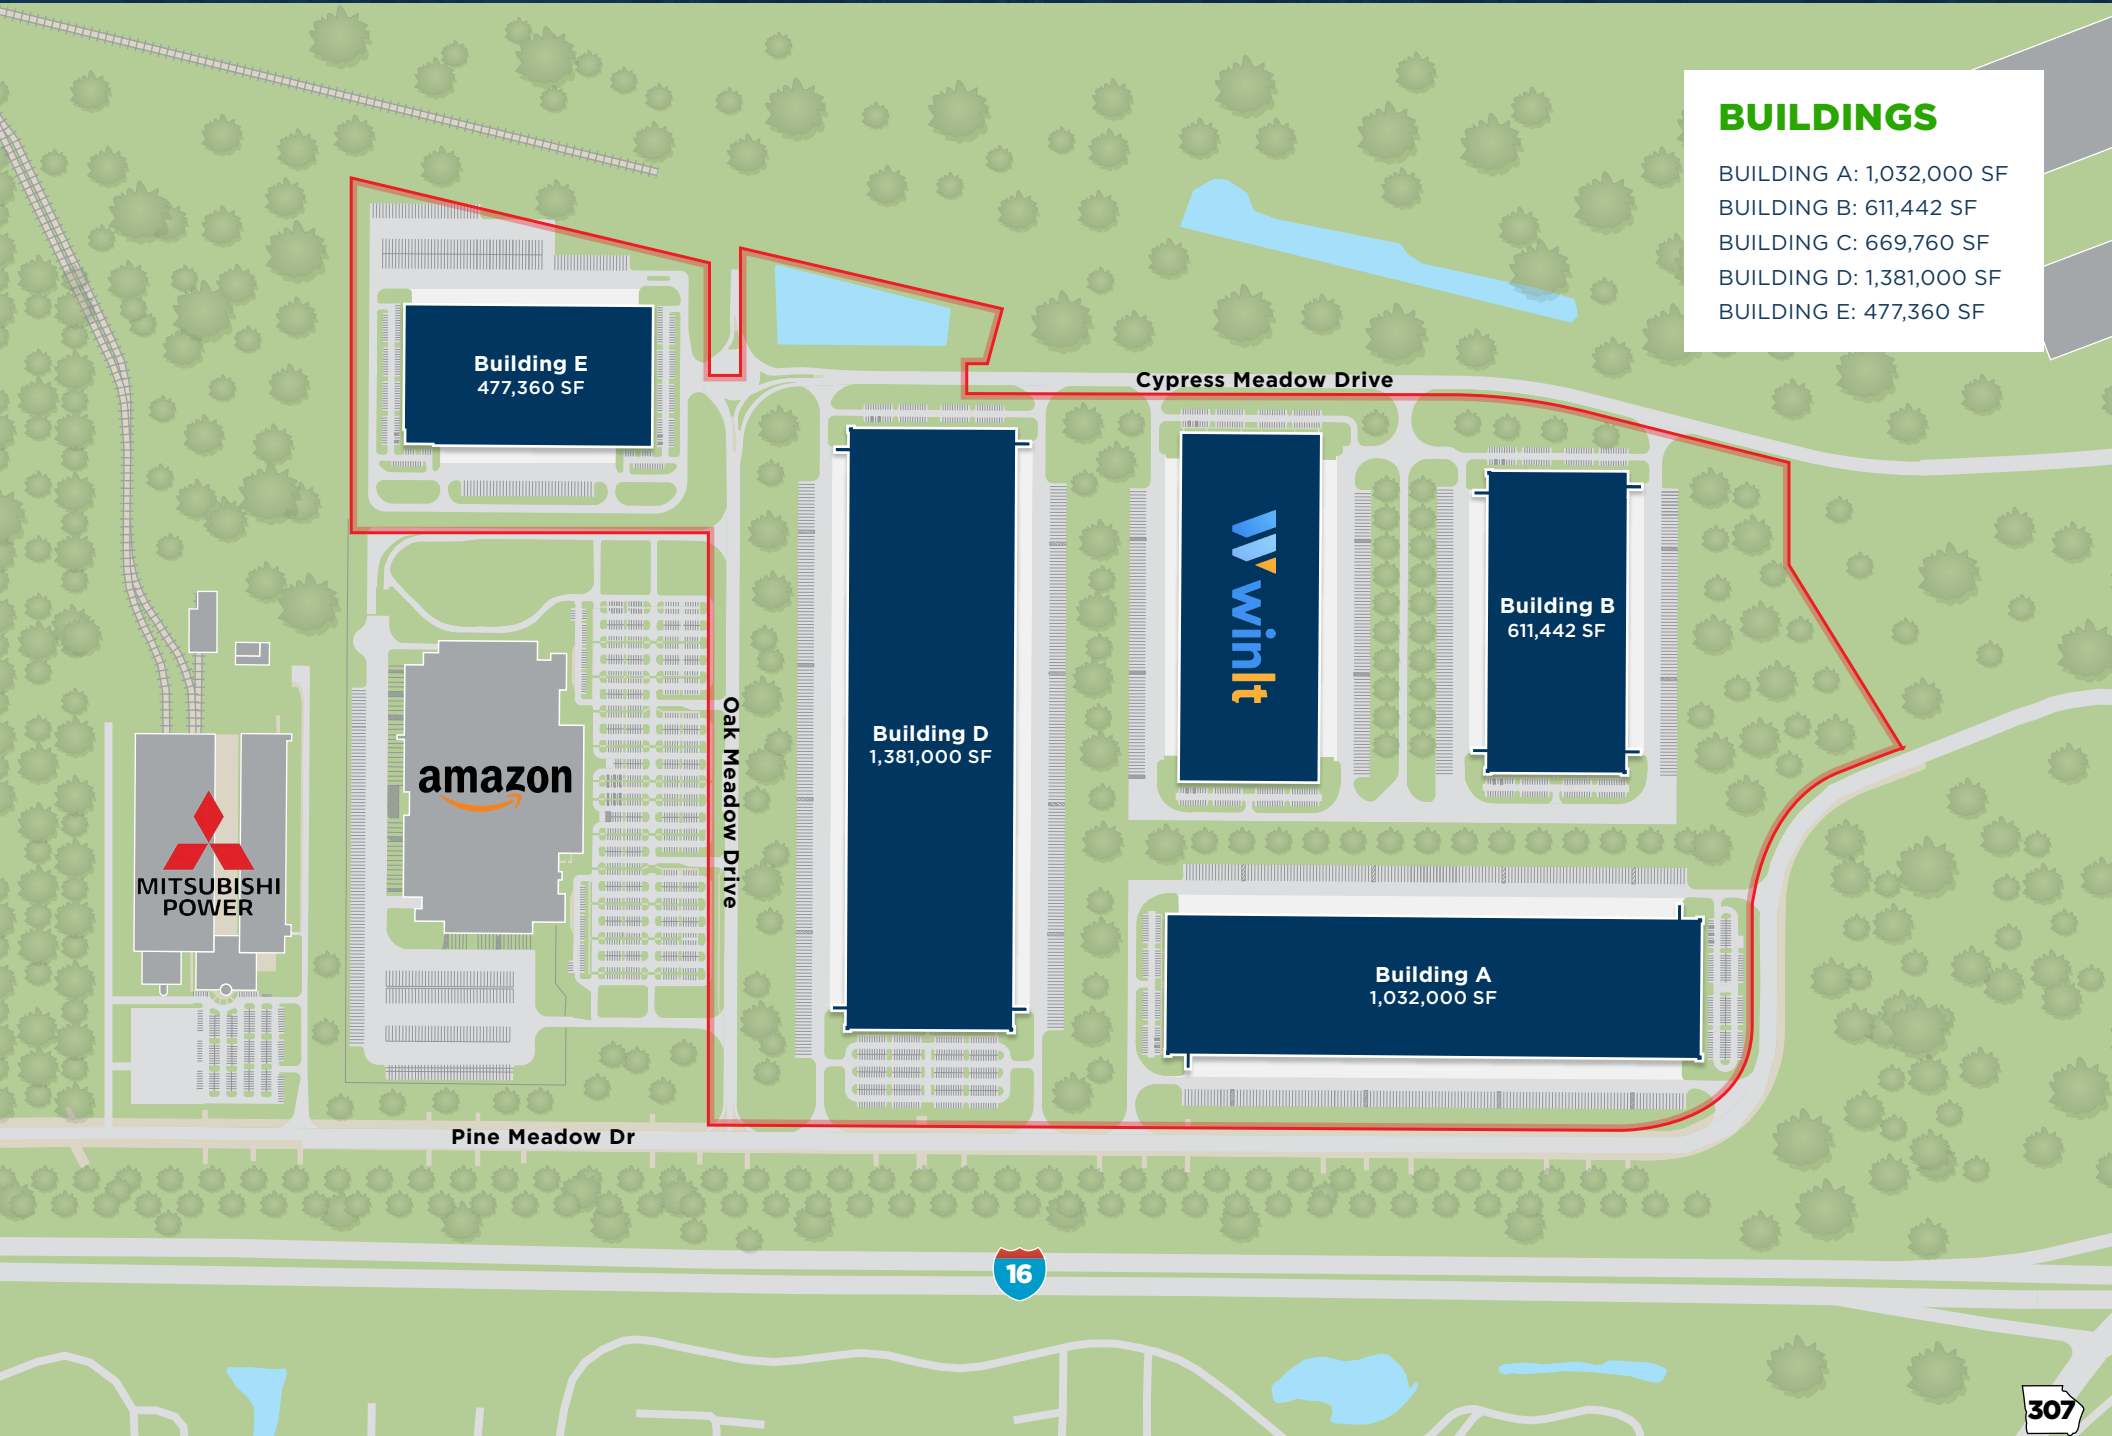 BUILDINGS
BUILDING A: 1,032,000 SF
BUILDING B: 611,442 SF
BUILDING C: 669,760 SF
BUILDING D: 1,381,000 SF
BUILDING E: 477,360 SF
Building E
477,360 SF
Cypress Meadow Drive
winIt
Building B
611,442 SF
Building D
1,381,000 SF
Oak Meadow Drive
amazon
MITSUBISHI
POWER
Building A
1,032,000 SF
Pine Meadow Dr
16
307